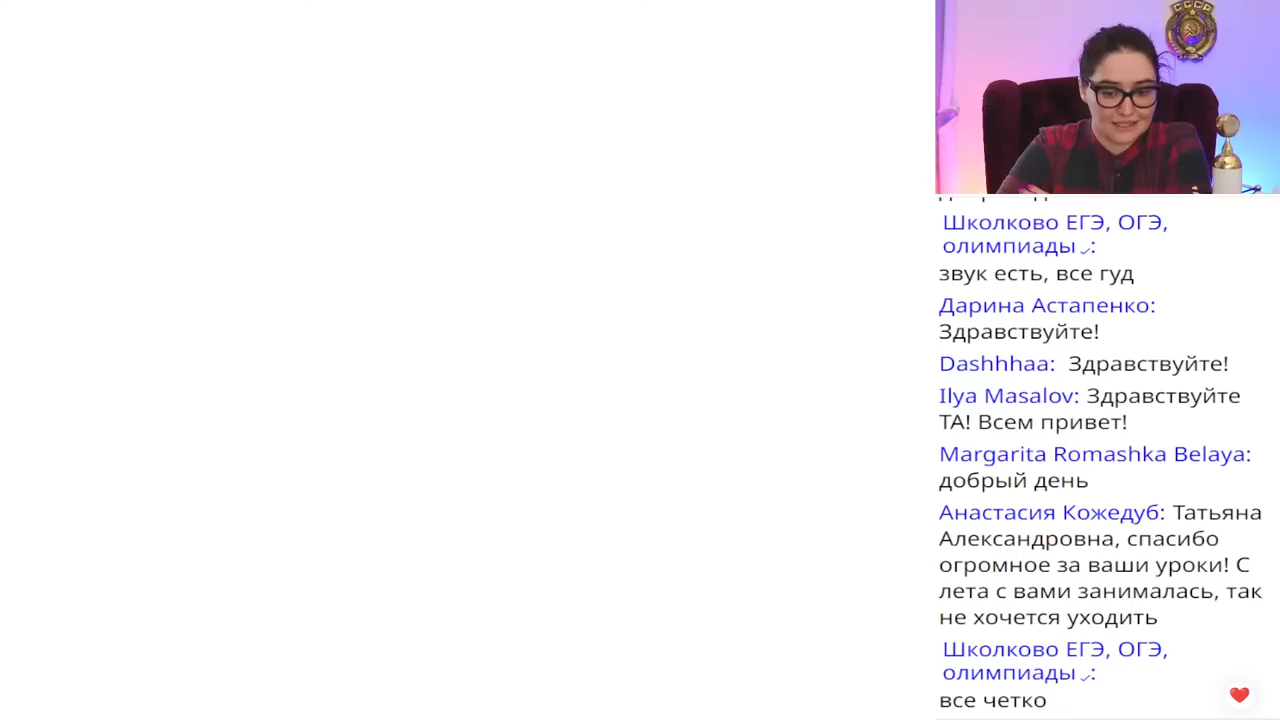 СССР
Школково ЕГЭ, ОГЭ,
олимпиады :
звук есть, все гуд
Дарина Астапенко:
Здравствуйте!
Dashhhaa: Здравствуйте!
Ilya Masalov: Здравствуйте
ТА! Всем привет!
Margarita Romashka Belaya:
добрый день
Анастасия Кожедуб: Татьяна
Александровна, спасибо
огромное за ваши уроки! С
лета с вами занималась, так
не хочется уходить
Школково ЕГЭ, ОГЭ,
олимпиады :
все четко